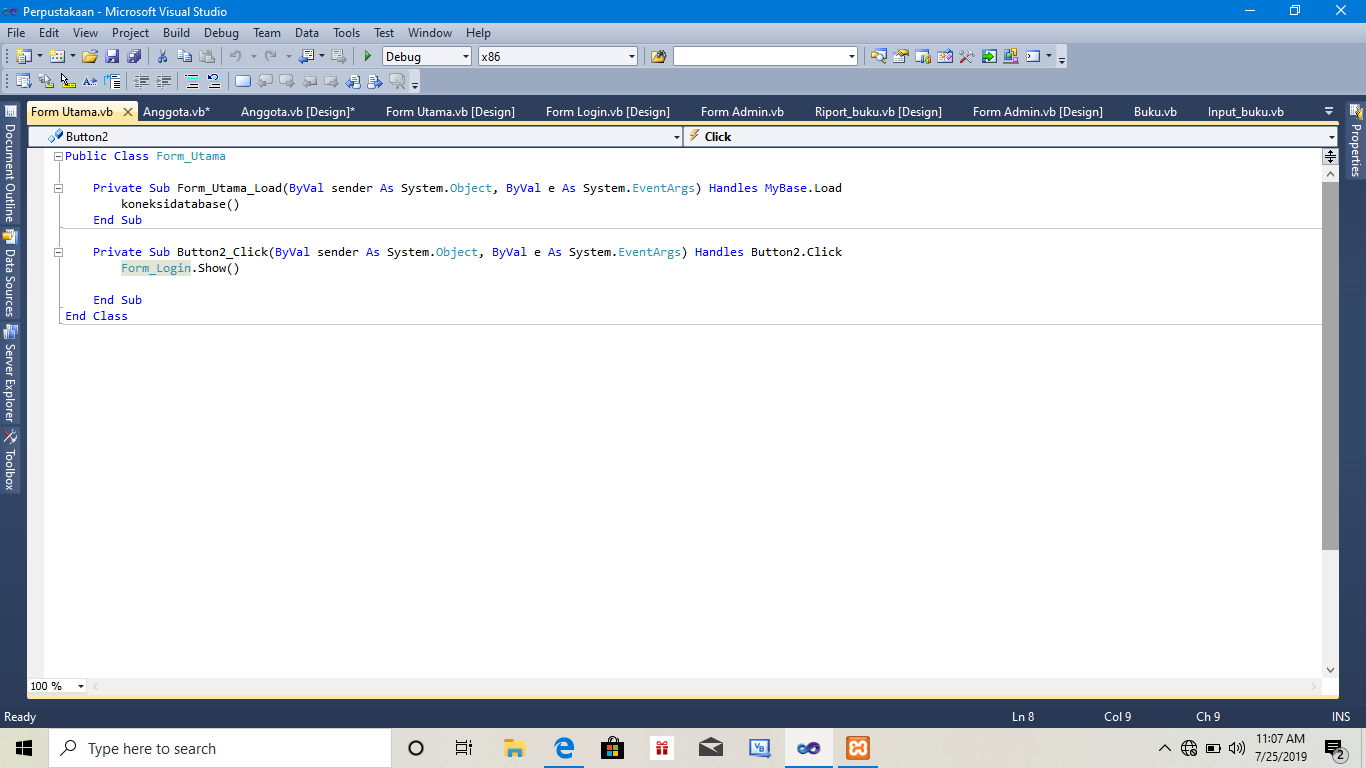 Perpustakaan - Microsoft Visual Studio
File Edit View Project Build Debug Team Data Tools Test Window Help
Debug x86
Form Utama.vb Anggota.vb* Anggota.vb [Design]* Form Utama.vb [Design] Form Login.vb [Design] Form Admin.vb Riport_buku.vb [Design] Form Admin.vb [Design] Buku.vb Input_buku.vb
Button2 Click
Document Outline
Data Sources
Server Explorer
Toolbox
Properties
Public Class Form_Utama
Private Sub Form_Utama_Load(ByVal sender As System.Object, ByVal e As System.EventArgs) Handles MyBase.Load
koneksidatabase()
End Sub
Private Sub Button2_Click(ByVal sender As System.Object, ByVal e As System.EventArgs) Handles Button2.Click
Form_Login.Show()
End Sub
End Class
100 %
Ready Ln 8 Col 9 Ch 9 INS
Type here to search
VB
11:07 AM
7/25/2019
2